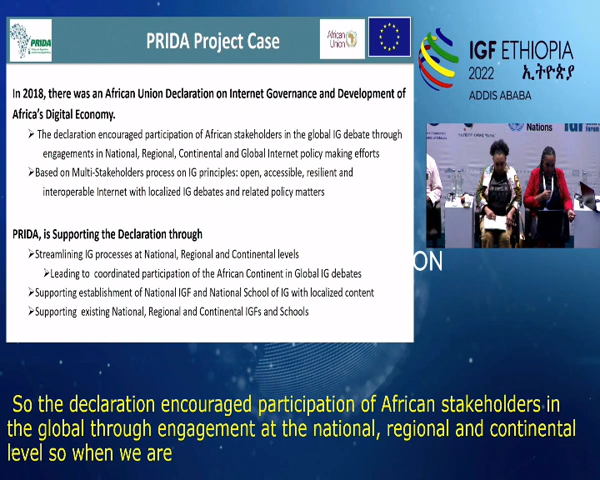 PRIDA
PRIDA Project Case
African
Union
In 2018, there was an African Union Declaration on Internet Governance and Development of
Africa's Digital Economy.
➢The declaration encouraged participation of African stakeholders in the global IG debate through
engagements in National, Regional, Continental and Global Internet policy making efforts
➢Based on Multi-Stakeholders process on IG principles: open, accessible, resilient and
interoperable Internet with localized IG debates and related policy matters
PRIDA, is Supporting the Declaration through
➢Streamlining IG processes at National, Regional and Continental levels
➢Leading to coordinated participation of the African Continent in Global IG debates
➢Supporting establishment of National IGF and National School of IG with localized content
➢Supporting existing National, Regional and Continental IGFs and Schools
IGF ETHIOPIA
2022 ኢትዮጵያ
ADDIS ABABA
Nations
ON
So the declaration encouraged participation of African stakeholders in
the global through engagement at the national, regional and continental
level so when we are